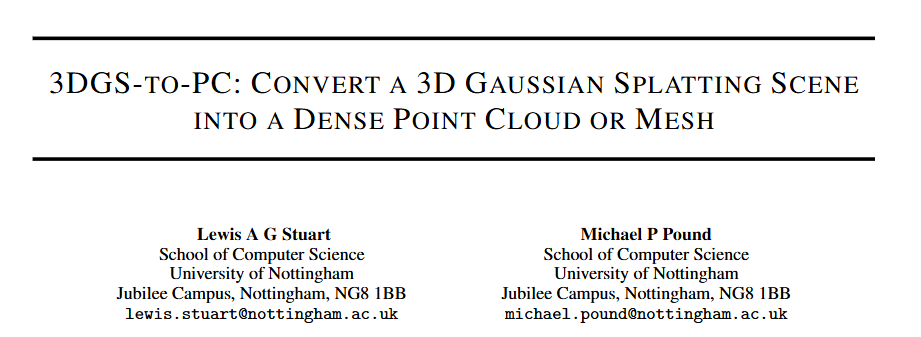 3DGS-TO-PC: CONVERT A 3D GAUSSIAN SPLATTING SCENE
INTO A DENSE POINT CLOUD OR MESH
Lewis A G Stuart
School of Computer Science
University of Nottingham
Jubilee Campus, Nottingham, NG8 1BB
lewis.stuart@nottingham.ac.uk
Michael P Pound
School of Computer Science
University of Nottingham
Jubilee Campus, Nottingham, NG8 1BB
michael.pound@nottingham.ac.uk